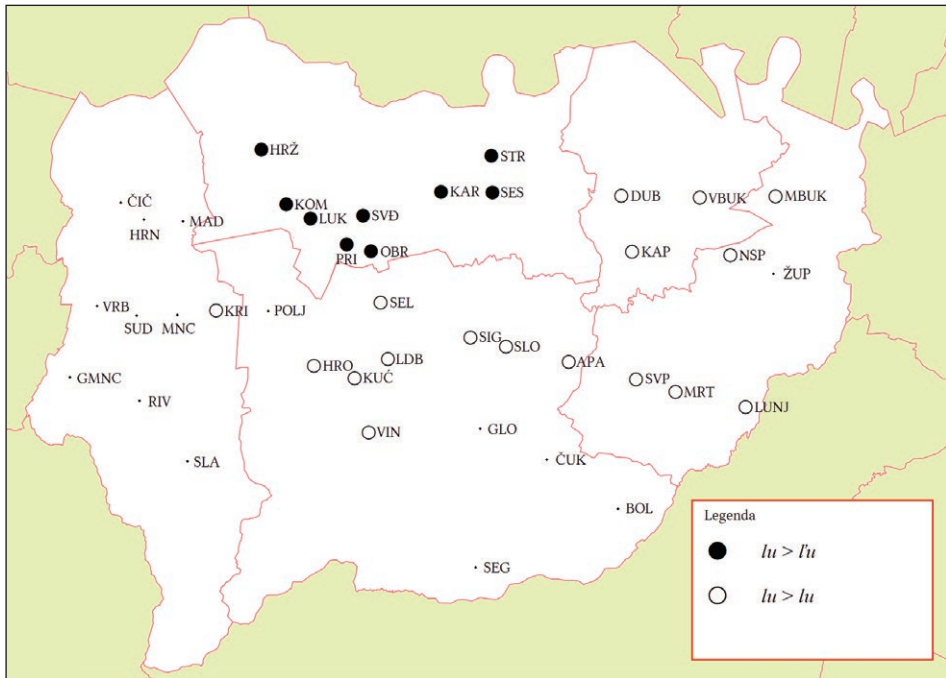 HRŽ
STR
KAR
SES
DUB
VBUK
MBUK
ČIČ
KOM
LUK
SVĐ
HRN
MAD
PRI
OBR
KAP
NSP
ŽUP
VRB
SUD
MNC
KRI
POLJ
SEL
SIG
SLO
HRO
LDB
KUĆ
APA
GMNC
RIV
SVP
MRT
LUNJ
VIN
GLO
SLA
ČUK
BOL
SEG
Legenda
lu > l'u
lu > lu